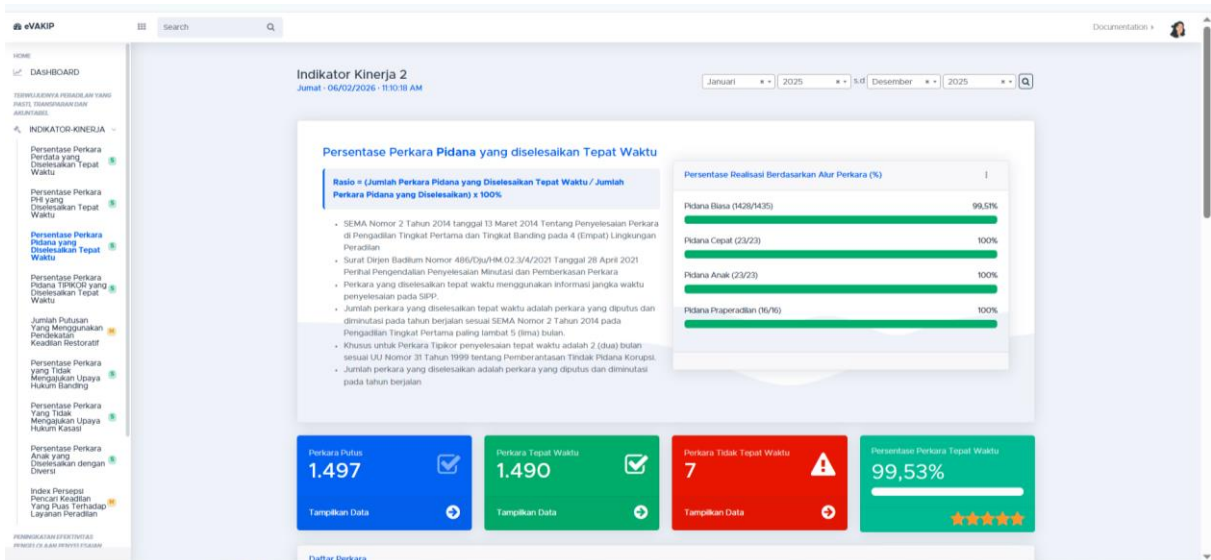 eVAKIP
Search
Documentation
HOME
DASHBOARD
TERWUJUDNYA PERADILAN YANG
PASTI, TRANSPARAN DAN
AKUNTABEL.
INDIKATOR-KINERJA
Persentase Perkara
Perdata yang
Diselesaikan Tepat
Waktu
Persentase Perkara
PHI yang
Diselesaikan Tepat
Waktu
Persentase Perkara
Pidana yang
Diselesaikan Tepat
Waktu
Persentase Perkara
Pidana TIPIKOR yang
Diselesaikan Tepat
Waktu
Jumlah Putusan
Yang Menggunakan
Pendekatan
Keadilan Restoratif
Persentase Perkara
yang Tidak
Mengajukan Upaya
Hukum Banding
Persentase Perkara
Yang Tidak
Mengajukan Upaya
Hukum Kasasi
Persentase Perkara
Anak yang
Diselesaikan dengan
Diversi
Index Persepsi
Pencari Keadilan
Yang Puas Terhadap
Layanan Peradilan
PENINGKATAN EFEKTIVITAS
PENGELOLAAN PENYELESAIAN
Indikator Kinerja 2
Jumat - 06/02/2026 - 11:10:18 AM
Januari 2025 s.d Desember 2025
Persentase Perkara Pidana yang diselesaikan Tepat Waktu
Rasio = (Jumlah Perkara Pidana yang Diselesaikan Tepat Waktu / Jumlah
Perkara Pidana yang Diselesaikan) x 100%
SEMA Nomor 2 Tahun 2014 tanggal 13 Maret 2014 Tentang Penyelesaian Perkara
di Pengadilan Tingkat Pertama dan Tingkat Banding pada 4 (Empat) Lingkungan
Peradilan
Surat Dirjen Badilum Nomor 486/Dju/HM.02.3/4/2021 Tanggal 28 April 2021
Perihal Pengendalian Penyelesaian Minutasi dan Pemberkasan Perkara
Perkara yang diselesaikan tepat waktu menggunakan informasi jangka waktu
penyelesaian pada SIPP.
Jumlah perkara yang diselesaikan tepat waktu adalah perkara yang diputus dan
diminutasi pada tahun berjalan sesuai SEMA Nomor 2 Tahun 2014 pada
Pengadilan Tingkat Pertama paling lambat 5 (lima) bulan.
Khusus untuk Perkara Tipikor penyelesaian tepat waktu adalah 2 (dua) bulan
sesuai UU Nomor 31 Tahun 1999 tentang Pemberantasan Tindak Pidana Korupsi.
Jumlah perkara yang diselesaikan adalah perkara yang diputus dan diminutasi
pada tahun berjalan
Persentase Realisasi Berdasarkan Alur Perkara (%)
Pidana Biasa (1428/1435) 99,51%
Pidana Cepat (23/23) 100%
Pidana Anak (23/23) 100%
Pidana Praperadilan (16/16) 100%
Perkara Putus
1.497
Tampilkan Data
Perkara Tepat Waktu
1.490
Tampilkan Data
Perkara Tidak Tepat Waktu
7
Tampilkan Data
Persentase Perkara Tepat Waktu
99,53%
Daftar Perkara